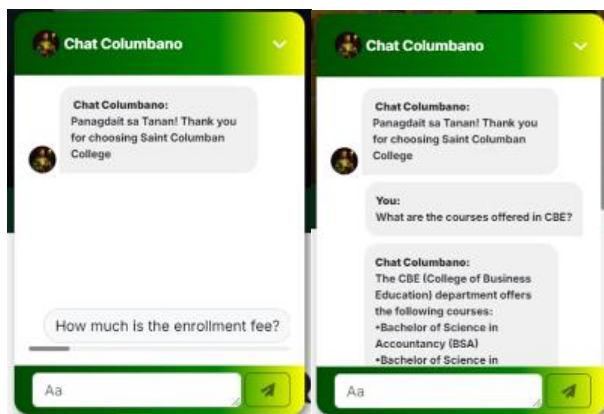 Chat Columbano
Chat Columbano:
Panagdait sa Tanan! Thank you
for choosing Saint Columban
College
How much is the enrollment fee?
Aa
Chat Columbano
Chat Columbano:
Panagdait sa Tanan! Thank you
for choosing Saint Columban
College
You:
What are the courses offered in CBE?
Chat Columbano:
The CBE (College of Business
Education) department offers
the following courses:
•Bachelor of Science in
Accountancy (BSA)
•Bachelor of Science in
Aa